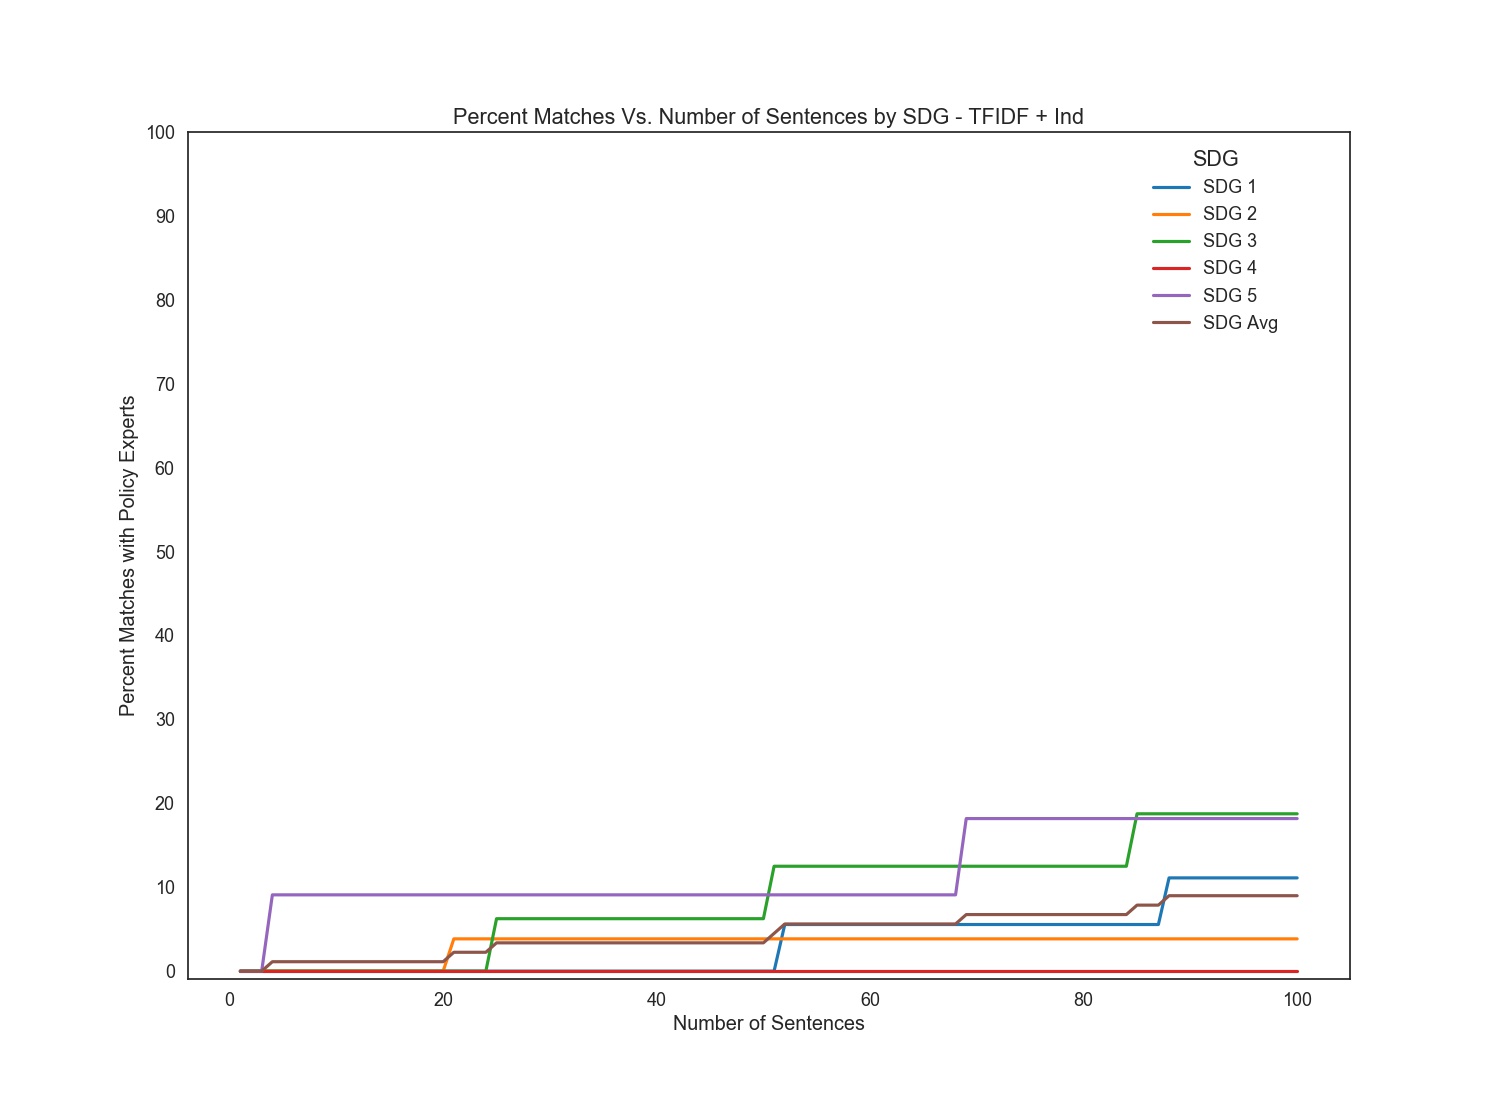 Percent Matches Vs. Number of Sentences by SDG - TFIDF + Ind
100
90
80
70
60
50
40
30
20
10
0
Percent Matches with Policy Experts
SDG
SDG 1
SDG 2
SDG 3
SDG 4
SDG 5
SDG Avg
0 20 40 60 80 100
Number of Sentences